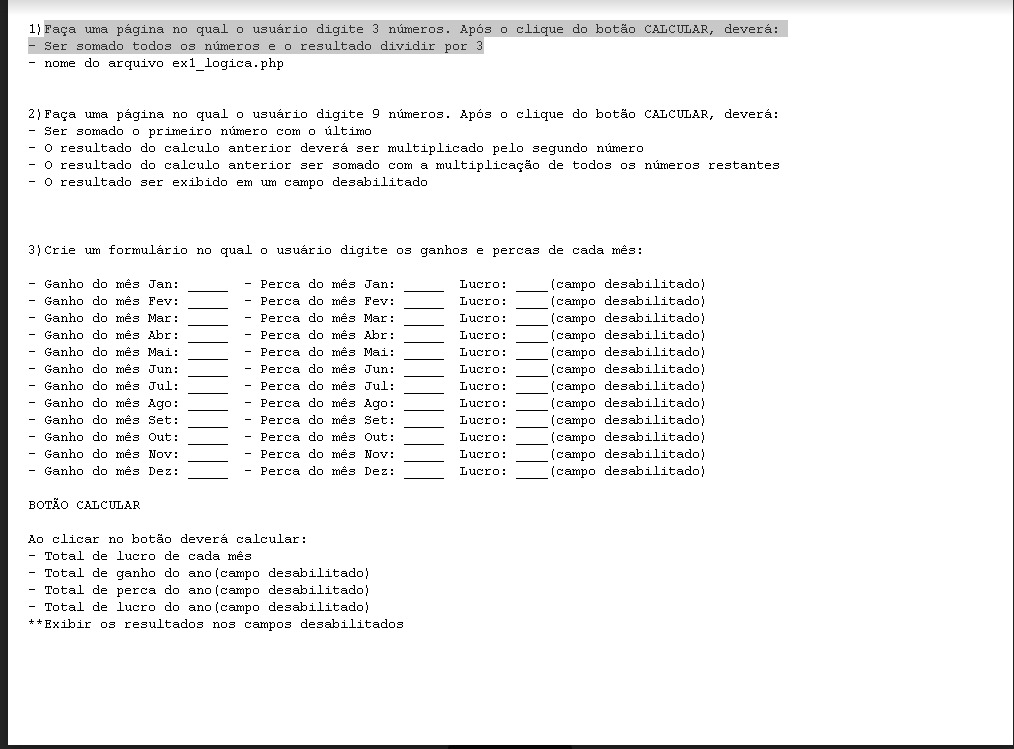 1)Faça uma página no qual o usuário digite 3 números. Após o clique do botão CALCULAR, deverá:
- Ser somado todos os números e o resultado dividir por 3
- nome do arquivo ex1_logica.php
2)Faça uma página no qual o usuário digite 9 números. Após o clique do botão CALCULAR, deverá:
- Ser somado o primeiro número com o último
- O resultado do calculo anterior deverá ser multiplicado pelo segundo número
- O resultado do calculo anterior ser somado com a multiplicação de todos os números restantes
- O resultado ser exibido em um campo desabilitado
3)Crie um formulário no qual o usuário digite os ganhos e percas de cada mês:
- Ganho do mês Jan: _____  - Perca do mês Jan: _____  Lucro: ____(campo desabilitado)
- Ganho do mês Fev: _____  - Perca do mês Fev: _____  Lucro: ____(campo desabilitado)
- Ganho do mês Mar: _____  - Perca do mês Mar: _____  Lucro: ____(campo desabilitado)
- Ganho do mês Abr: _____  - Perca do mês Abr: _____  Lucro: ____(campo desabilitado)
- Ganho do mês Mai: _____  - Perca do mês Mai: _____  Lucro: ____(campo desabilitado)
- Ganho do mês Jun: _____  - Perca do mês Jun: _____  Lucro: ____(campo desabilitado)
- Ganho do mês Jul: _____  - Perca do mês Jul: _____  Lucro: ____(campo desabilitado)
- Ganho do mês Ago: _____  - Perca do mês Ago: _____  Lucro: ____(campo desabilitado)
- Ganho do mês Set: _____  - Perca do mês Set: _____  Lucro: ____(campo desabilitado)
- Ganho do mês Out: _____  - Perca do mês Out: _____  Lucro: ____(campo desabilitado)
- Ganho do mês Nov: _____  - Perca do mês Nov: _____  Lucro: ____(campo desabilitado)
- Ganho do mês Dez: _____  - Perca do mês Dez: _____  Lucro: ____(campo desabilitado)
BOTÃO CALCULAR
Ao clicar no botão deverá calcular:
- Total de lucro de cada mês
- Total de ganho do ano(campo desabilitado)
- Total de perca do ano(campo desabilitado)
- Total de lucro do ano(campo desabilitado)
**Exibir os resultados nos campos desabilitados